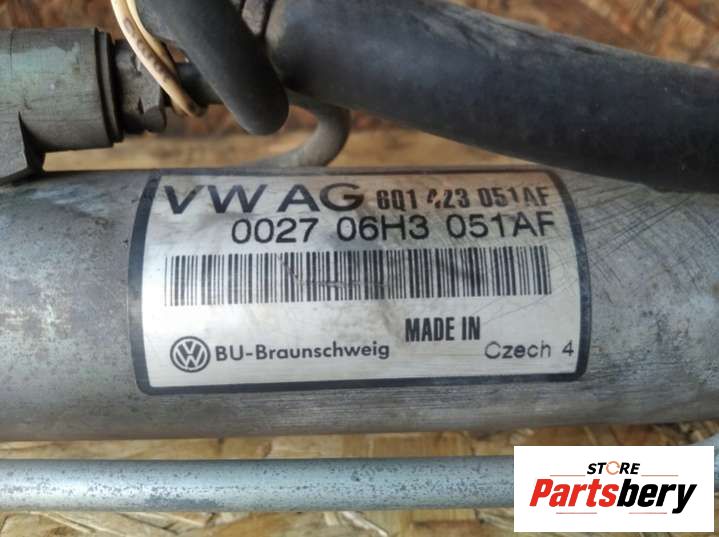 VW AG 6Q1 423 051AF
0027 06H3 051AF
BU-Braunschweig MADE IN Czech 4
STORE
Partsbery